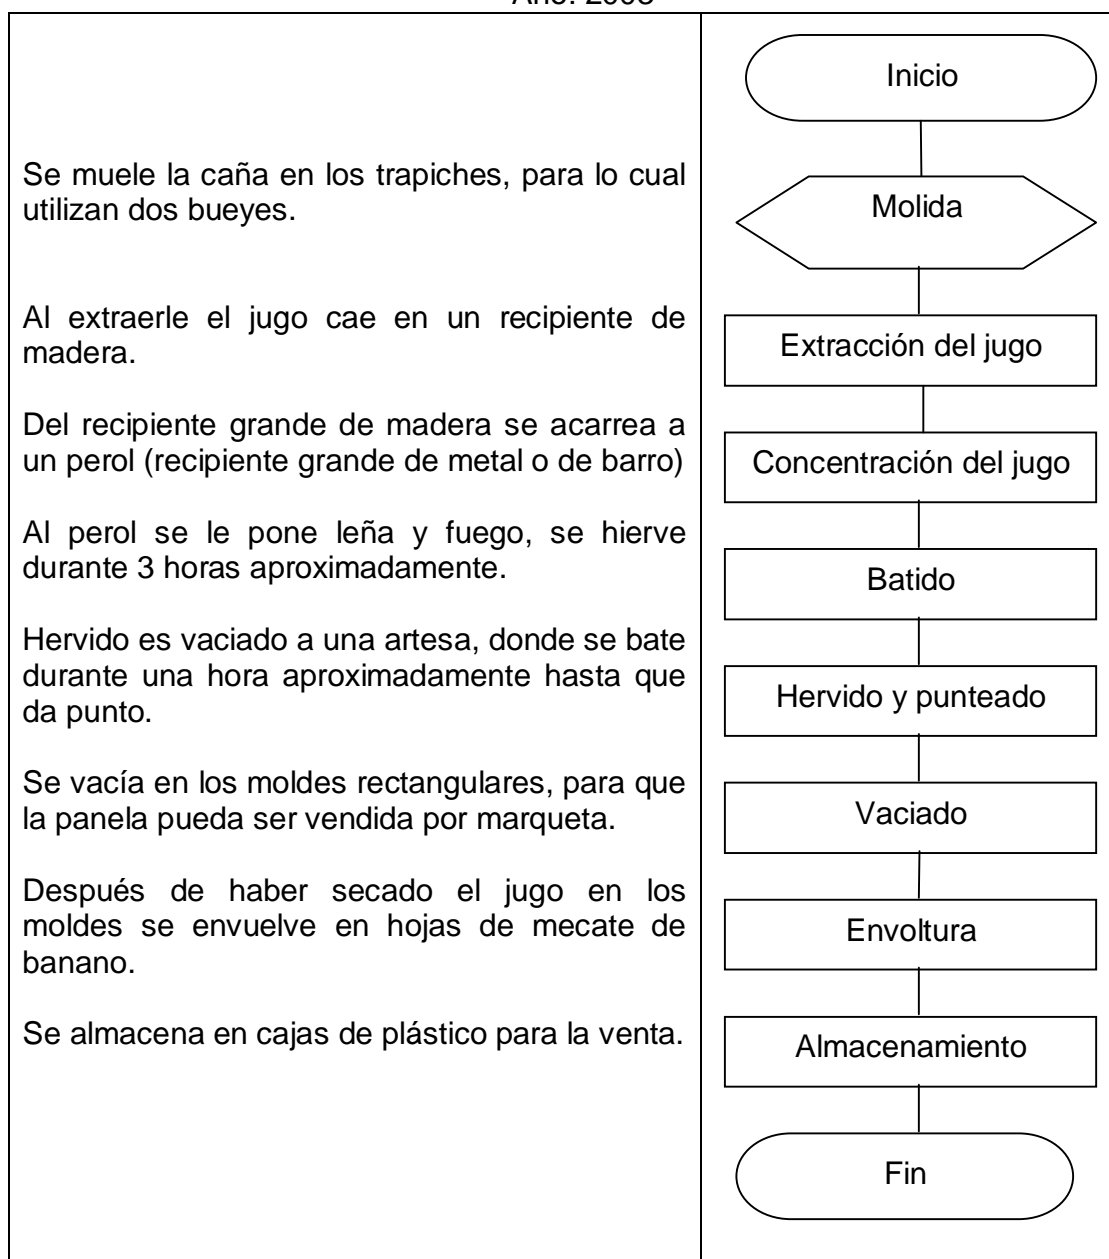 Se muele la caña en los trapiches, para lo cual
utilizan dos bueyes.
Al extraerle el jugo cae en un recipiente de
madera.
Del recipiente grande de madera se acarrea a
un perol (recipiente grande de metal o de barro)
Al perol se le pone leña y fuego, se hierve
durante 3 horas aproximadamente.
Hervido es vaciado a una artesa, donde se bate
durante una hora aproximadamente hasta que
da punto.
Se vacía en los moldes rectangulares, para que
la panela pueda ser vendida por marqueta.
Después de haber secado el jugo en los
moldes se envuelve en hojas de mecate de
banano.
Se almacena en cajas de plástico para la venta.
Inicio
Molida
Extracción del jugo
Concentración del jugo
Batido
Hervido y punteado
Vaciado
Envoltura
Almacenamiento
Fin